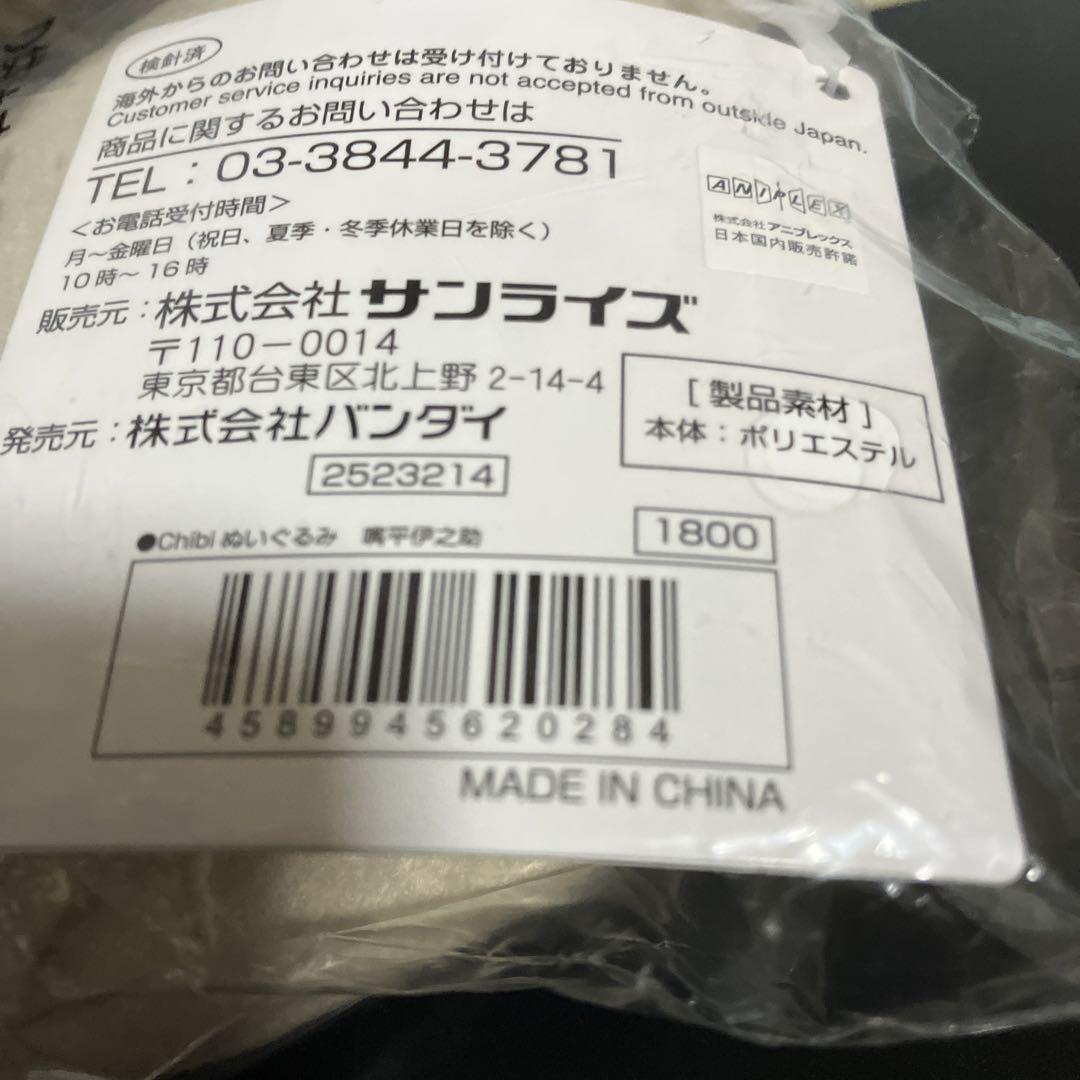 検針済
海外からのお問い合わせは受け付けておりません。
Customer service inquiries are not accepted from outside Japan.
商品に関するお問い合わせは
TEL：03-3844-3781
＜お電話受付時間＞
月～金曜日（祝日、夏季・冬季休業日を除く）
10時～16時
ANIPLEX
株式会社アニプレックス
日本国内販売許諾
販売元：株式会社サンライズ
〒110－0014
東京都台東区北上野2-14-4
発売元：株式会社バンダイ
2523214
［製品素材］
本体：ポリエステル
●Chibiぬいぐるみ 嘴平伊之助
1800
4589945620284
MADE IN CHINA